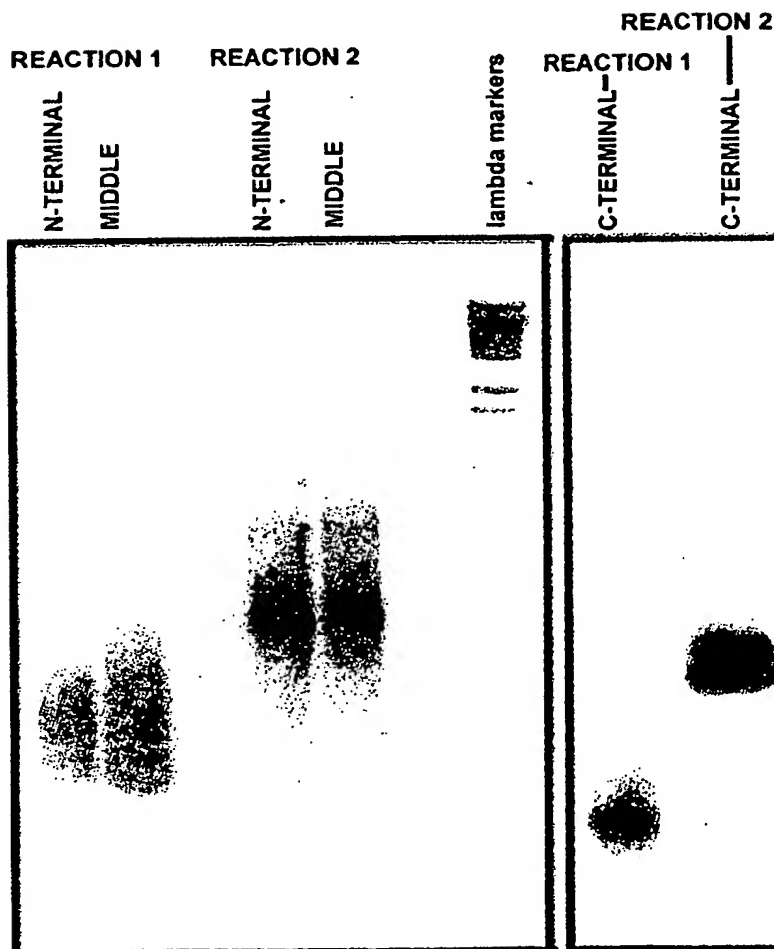 REACTION 1
REACTION 2
N-TERMINAL
MIDDLE
N-TERMINAL
MIDDLE
lambda markers
REACTION 2
REACTION 1
C-TERMINAL
C-TERMINAL